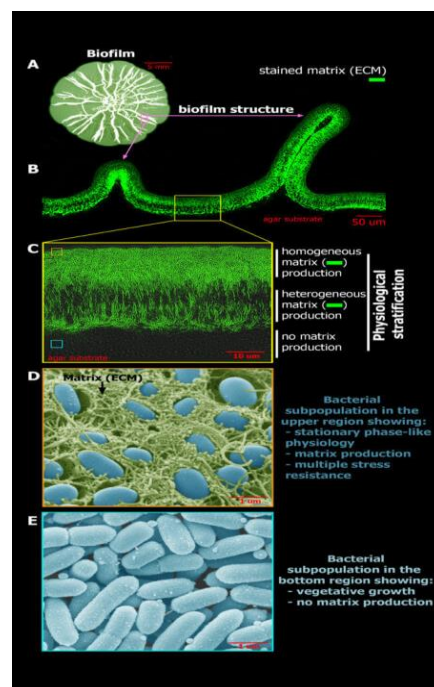 Biofilm
A
5 mm
stained matrix (ECM)
biofilm structure
B
agar substrate
50 um
C
homogeneous
matrix (
) production
heterogeneous
matrix (
) production
no matrix
production
Physiological
stratification
agar substrate
10 um
D
Matrix (ECM)
Bacterial
subpopulation in the
upper region showing:
- stationary phase-like
physiology
- matrix production
- multiple stress
resistance
E
Bacterial
subpopulation in the
bottom region showing:
- vegetative growth
- no matrix production